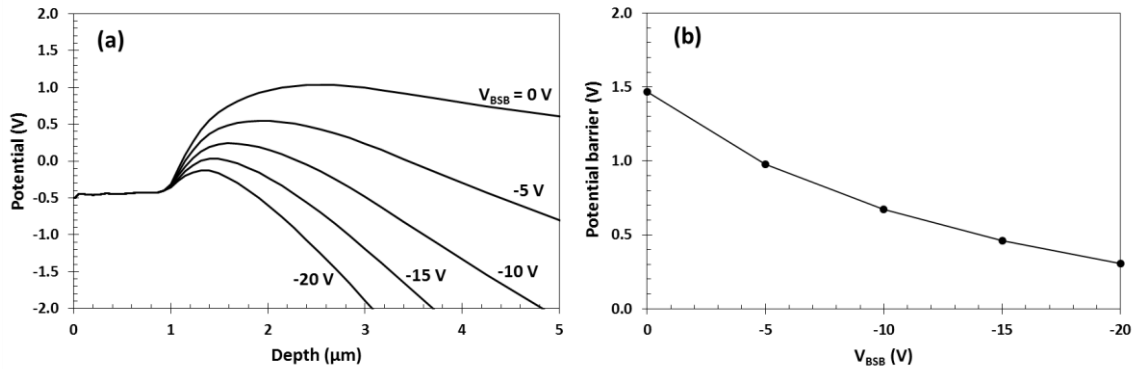 (a)
2.0
1.5
1.0
0.5
0.0
-0.5
-1.0
-1.5
-2.0
Potential (V)
V_BSB = 0 V
-5 V
-10 V
-15 V
-20 V
0 1 2 3 4 5
Depth (μm)
(b)
2.0
1.5
1.0
0.5
0.0
Potential barrier (V)
0 -5 -10 -15 -20
V_BSB (V)